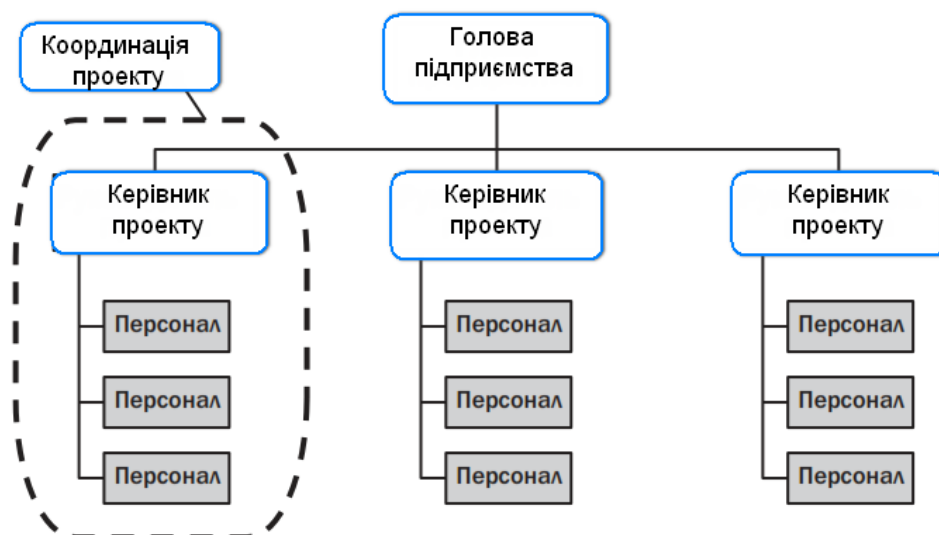 Координація
проекту
Голова
підприємства
Керівник
проекту
Керівник
проекту
Керівник
проекту
Персонал
Персонал
Персонал
Персонал
Персонал
Персонал
Персонал
Персонал
Персонал